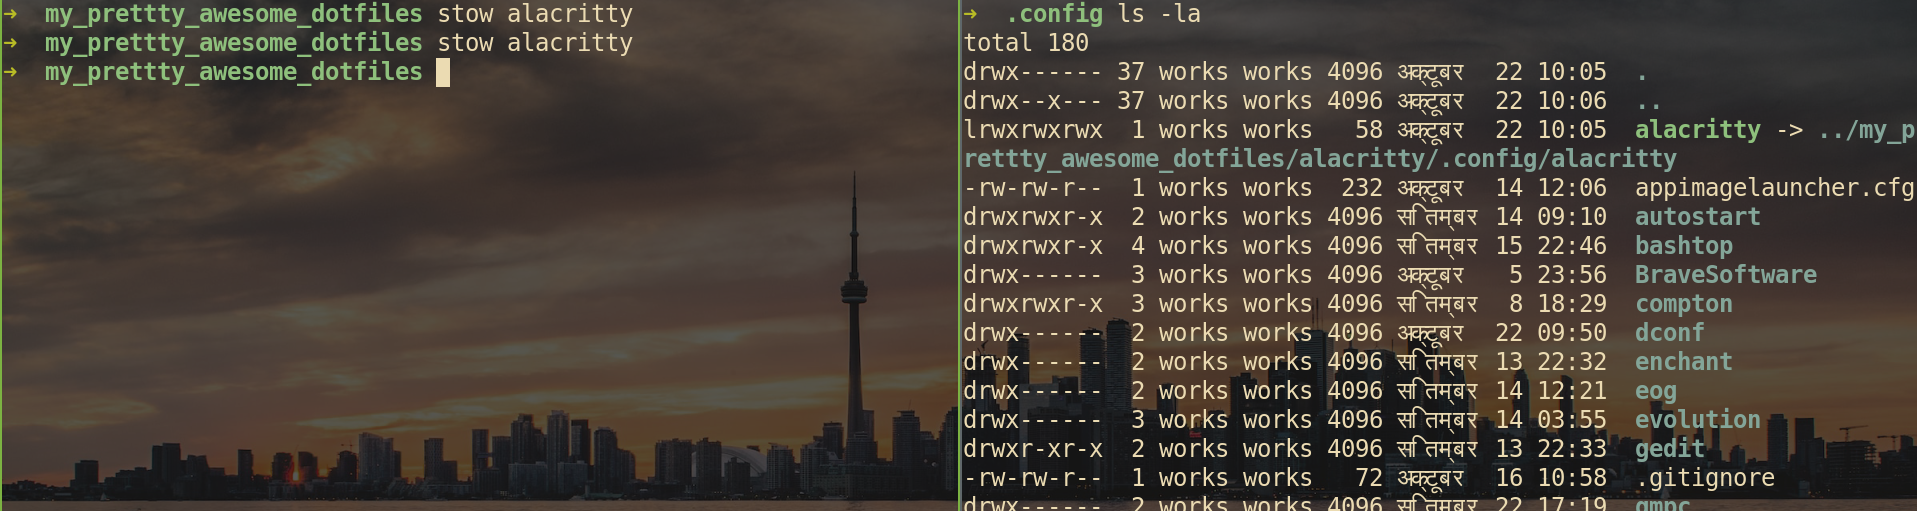 ➜  my_prettty_awesome_dotfiles stow alacritty
➜  my_prettty_awesome_dotfiles stow alacritty
➜  my_prettty_awesome_dotfiles
➜  .config ls -la
total 180
drwx------ 37 works works 4096 अक्टूबर  22 10:05  .
drwx--x--- 37 works works 4096 अक्टूबर  22 10:06  ..
lrwxrwxrwx  1 works works   58 अक्टूबर  22 10:05  alacritty -> ../my_p
rettty_awesome_dotfiles/alacritty/.config/alacritty
-rw-rw-r--  1 works works  232 अक्टूबर  14 12:06  appimagelauncher.cfg
drwxrwxr-x  2 works works 4096 सितम्बर 14 09:10  autostart
drwxrwxr-x  4 works works 4096 सितम्बर 15 22:46  bashtop
drwx------  3 works works 4096 अक्टूबर   5 23:56  BraveSoftware
drwxrwxr-x  3 works works 4096 सितम्बर  8 18:29  compton
drwx------  2 works works 4096 अक्टूबर  22 09:50  dconf
drwx------  2 works works 4096 सितम्बर 13 22:32  enchant
drwx------  2 works works 4096 सितम्बर 14 12:21  eog
drwx------  3 works works 4096 सितम्बर 14 03:55  evolution
drwxr-xr-x  2 works works 4096 सितम्बर 13 22:33  gedit
-rw-rw-r--  1 works works   72 अक्टूबर  16 10:58  .gitignore
drwx------  2 works works 4096 सितम्बर 22 17:19  gmpc